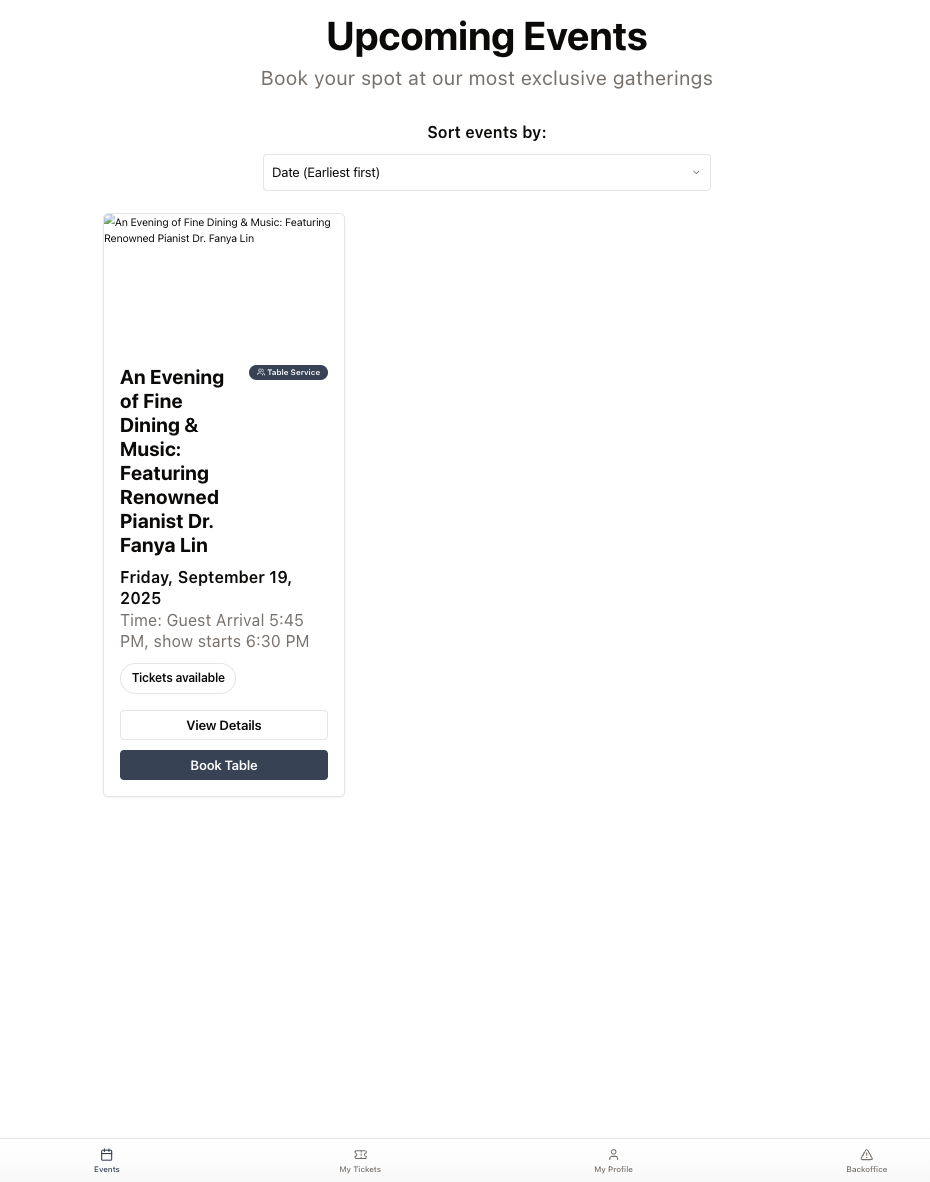 Upcoming Events
Book your spot at our most exclusive gatherings
Sort events by:
Date (Earliest first)
An Evening of Fine Dining & Music: Featuring
Renowned Pianist Dr. Fanya Lin
An Evening
of Fine
Dining &
Music:
Featuring
Renowned
Pianist Dr.
Fanya Lin
Table Service
Friday, September 19,
2025
Time: Guest Arrival 5:45
PM, show starts 6:30 PM
Tickets available
View Details
Book Table
Events
My Tickets
My Profile
Backoffice